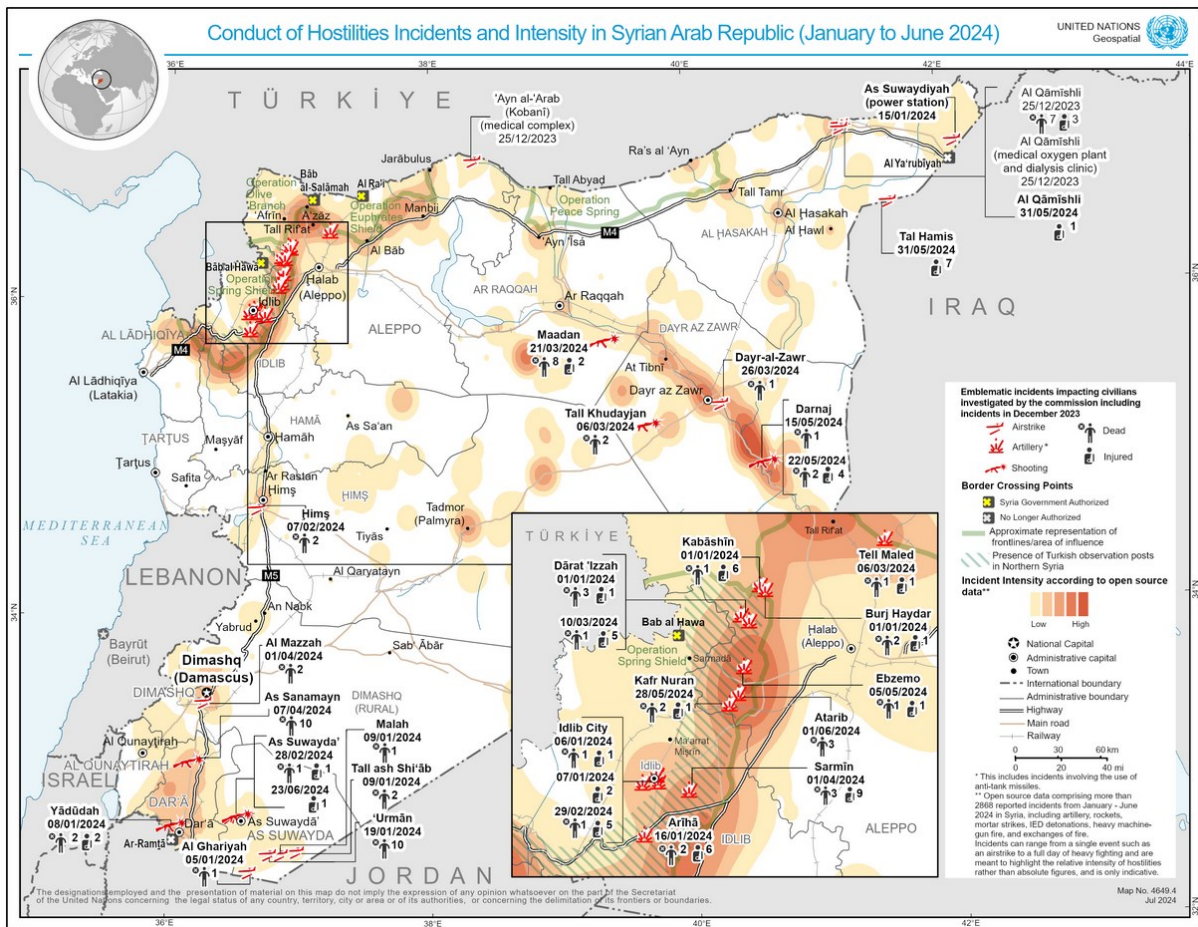 Conduct of Hostilities Incidents and Intensity in Syrian Arab Republic (January to June 2024)
UNITED NATIONS
Geospatial
36°E
38°E
40°E
42°E
44°E
TÜRKİYE
'Ayn al-'Arab
(Kobanî)
(medical complex)
25/12/2023
As Suwaydiyah
(power station)
15/01/2024
Al Qāmishli
25/12/2023
7 3
Al Qāmishli
(medical oxygen plant
and dialysis clinic)
25/12/2023
Al Qāmishli
31/05/2024
1
Al Ya'rubīyah
Tal Hamis
31/05/2024
7
Jarābulus
Ra's al 'Ayn
Tall Abyad
Tall Tamr
Operation
Olive
Branch
Bāb
al-Salāmah
Al Ra'i
Operation
Euphrates
Shield
Operation
Peace Spring
'Afrīn
A'zāz
Tall Rif'at
Manbij
Al Bāb
'Ayn 'Īsá
M4
Al Ḥasakah
Al Ḥawl
AL ḤASAKAH
Bāb al Hawa
Operation
Spring Shield
Idlib
Ḥalab
(Aleppo)
36°N
36°N
IRAQ
AR RAQQAH
Ar Raqqah
ALEPPO
DAYR AZ ZAWR
AL LĀDHIQĪYA
M4
IDLIB
Al Lādhiqīya
(Latakia)
Maadan
21/03/2024
8 2
At Tibnī
Dayr az Zawr
Dayr-al-Zawr
26/03/2024
1
Tall Khudayjan
06/03/2024
2
Darnaj
15/05/2024
1
22/05/2024
2 4
HAMĀ
As Sa'an
Hamāh
ṬARṬUS
Maşyāf
Ṭarţus
Safita
Ar Rastan
Ḥimş
ḤIMŞ
Ḥimş
07/02/2024
2
Tadmor
(Palmyra)
Tiyās
MEDITERRANEAN
SEA
LEBANON
M5
Al Qaryatayn
An Nabk
Yabrud
34°N
34°N
Bayrūt
(Beirut)
Sab' Ābār
Al Mazzah
01/04/2024
2
Dimashq
(Damascus)
DIMASHQ
DIMASHQ
(RURAL)
As Sanamayn
07/04/2024
10
Malah
09/01/2024
1
Al Qunayţirah
AL QUNAYṬIRAH
As Suwayda'
28/02/2024
1 1
23/06/2024
1
Tall ash Shi'āb
09/01/2024
2
ISRAEL
DAR'Ā
Yādūdah
08/01/2024
2 2
Dar'ā
As Suwaydā'
AS SUWAYDA
'Urmān
19/01/2024
10
Ar-Ramţā
Al Ghariyah
05/01/2024
1
JORDAN
TÜRKİYE
Tall Rif'at
Kabāshīn
01/01/2024
1 6
Tell Maled
06/03/2024
1 1
Dārat 'Izzah
01/01/2024
3 1
10/03/2024
1 5
Burj Haydar
01/01/2024
2 1
Bab al Hawa
Operation
Spring Shield
Sarmadā
Ḥalab
(Aleppo)
Kafr Nuran
28/05/2024
2 1
Ebzemo
05/05/2024
1 1
Idlib City
06/01/2024
1 1
07/01/2024
2
29/02/2024
1 5
Ma'arrat
Mişrīn
Idlib
Atarib
01/06/2024
3
Sarmīn
01/04/2024
3 9
Arīhā
16/01/2024
2 6
IDLIB
ALEPPO
Emblematic incidents impacting civilians
investigated by the commission including
incidents in December 2023
Airstrike
Dead
Artillery *
Injured
Shooting
Border Crossing Points
Syria Government Authorized
No Longer Authorized
Approximate representation of
frontlines/area of influence
Presence of Turkish observation posts
in Northern Syria
Incident Intensity according to open source
data**
Low High
National Capital
Administrative capital
Town
International boundary
Administrative boundary
Highway
Main road
Railway
0 30 60 km
0 20 40 mi
* This includes incidents involving the use of
anti-tank missiles.
** Open source data comprising more than
2868 reported incidents from January - June
2024 in Syria, including artillery, rockets,
mortar strikes, IED detonations, heavy machine-
gun fire, and exchanges of fire.
Incidents can range from a single event such as
an airstrike to a full day of heavy fighting and are
meant to highlight the relative intensity of hostilities
rather than absolute figures, and is only indicative.
The designations employed and the presentation of material on this map do not imply the expression of any opinion whatsoever on the part of the Secretariat
of the United Nations concerning the legal status of any country, territory, city or area or of its authorities, or concerning the delimitation of its frontiers or boundaries.
Map No. 4649.4
Jul 2024
32°N
36°E
38°E
40°E
42°E